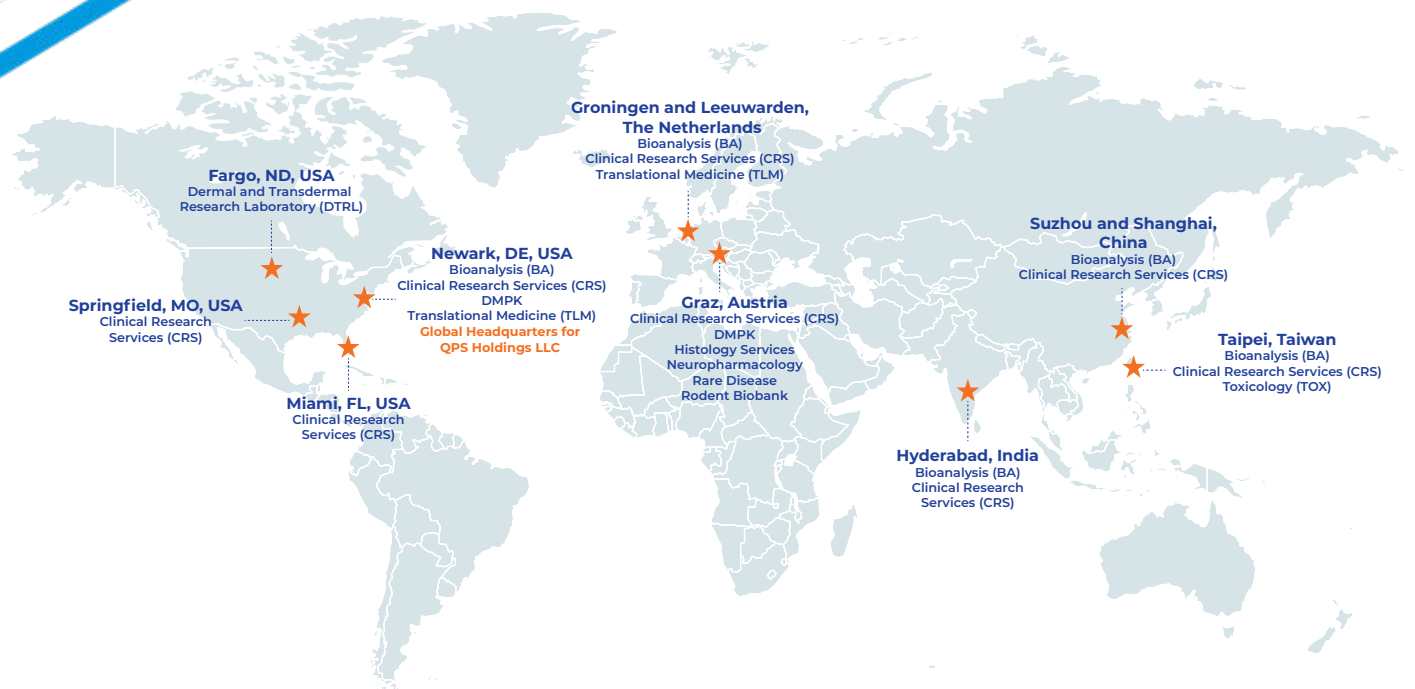 Groningen and Leeuwarden,
The Netherlands
Bioanalysis (BA)
Clinical Research Services (CRS)
Translational Medicine (TLM)
Fargo, ND, USA
Dermal and Transdermal
Research Laboratory (DTRL)
Suzhou and Shanghai,
China
Bioanalysis (BA)
Clinical Research Services (CRS)
Newark, DE, USA
Bioanalysis (BA)
Clinical Research Services (CRS)
DMPK
Translational Medicine (TLM)
Global Headquarters for
QPS Holdings LLC
Springfield, MO, USA
Clinical Research
Services (CRS)
Graz, Austria
Clinical Research Services (CRS)
DMPK
Histology Services
Neuropharmacology
Rare Disease
Rodent Biobank
Taipei, Taiwan
Bioanalysis (BA)
Clinical Research Services (CRS)
Toxicology (TOX)
Miami, FL, USA
Clinical Research
Services (CRS)
Hyderabad, India
Bioanalysis (BA)
Clinical Research
Services (CRS)